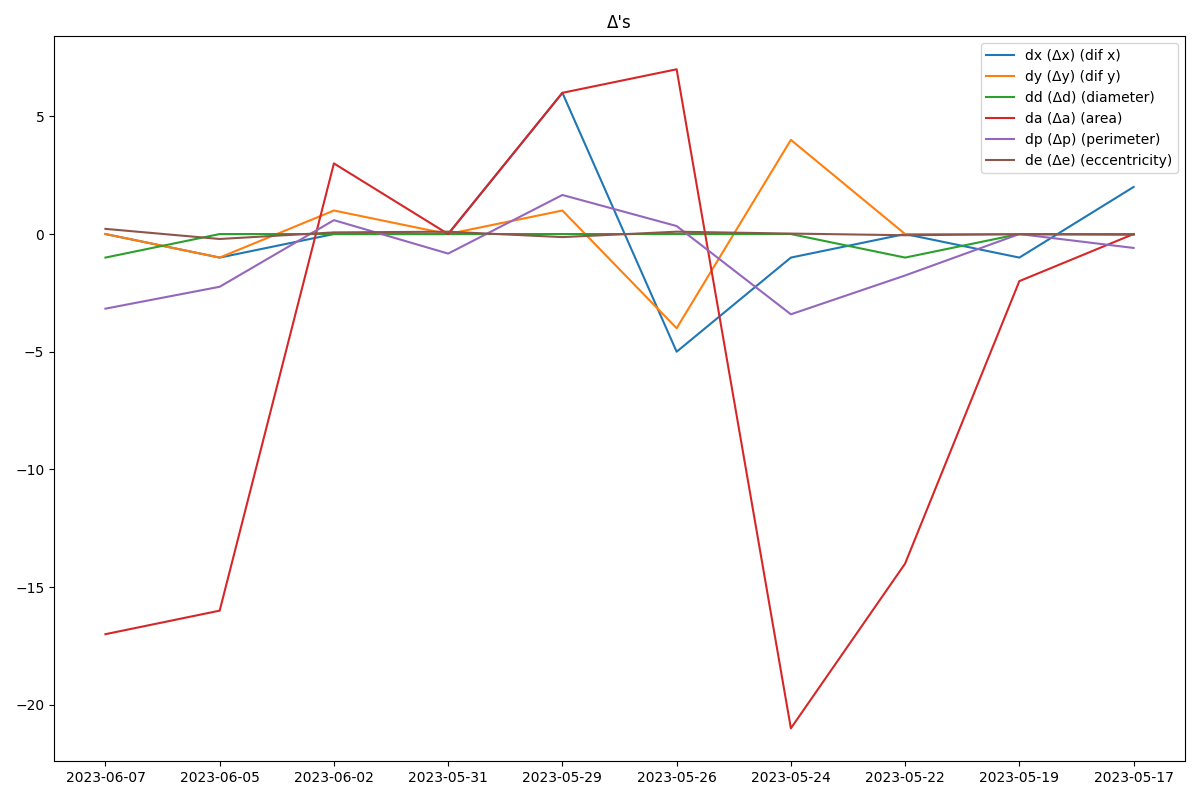 Δ's
dx (Δx) (dif x)
dy (Δy) (dif y)
dd (Δd) (diameter)
da (Δa) (area)
dp (Δp) (perimeter)
de (Δe) (eccentricity)
5
0
−5
−10
−15
−20
2023-06-07 2023-06-05 2023-06-02 2023-05-31 2023-05-29 2023-05-26 2023-05-24 2023-05-22 2023-05-19 2023-05-17